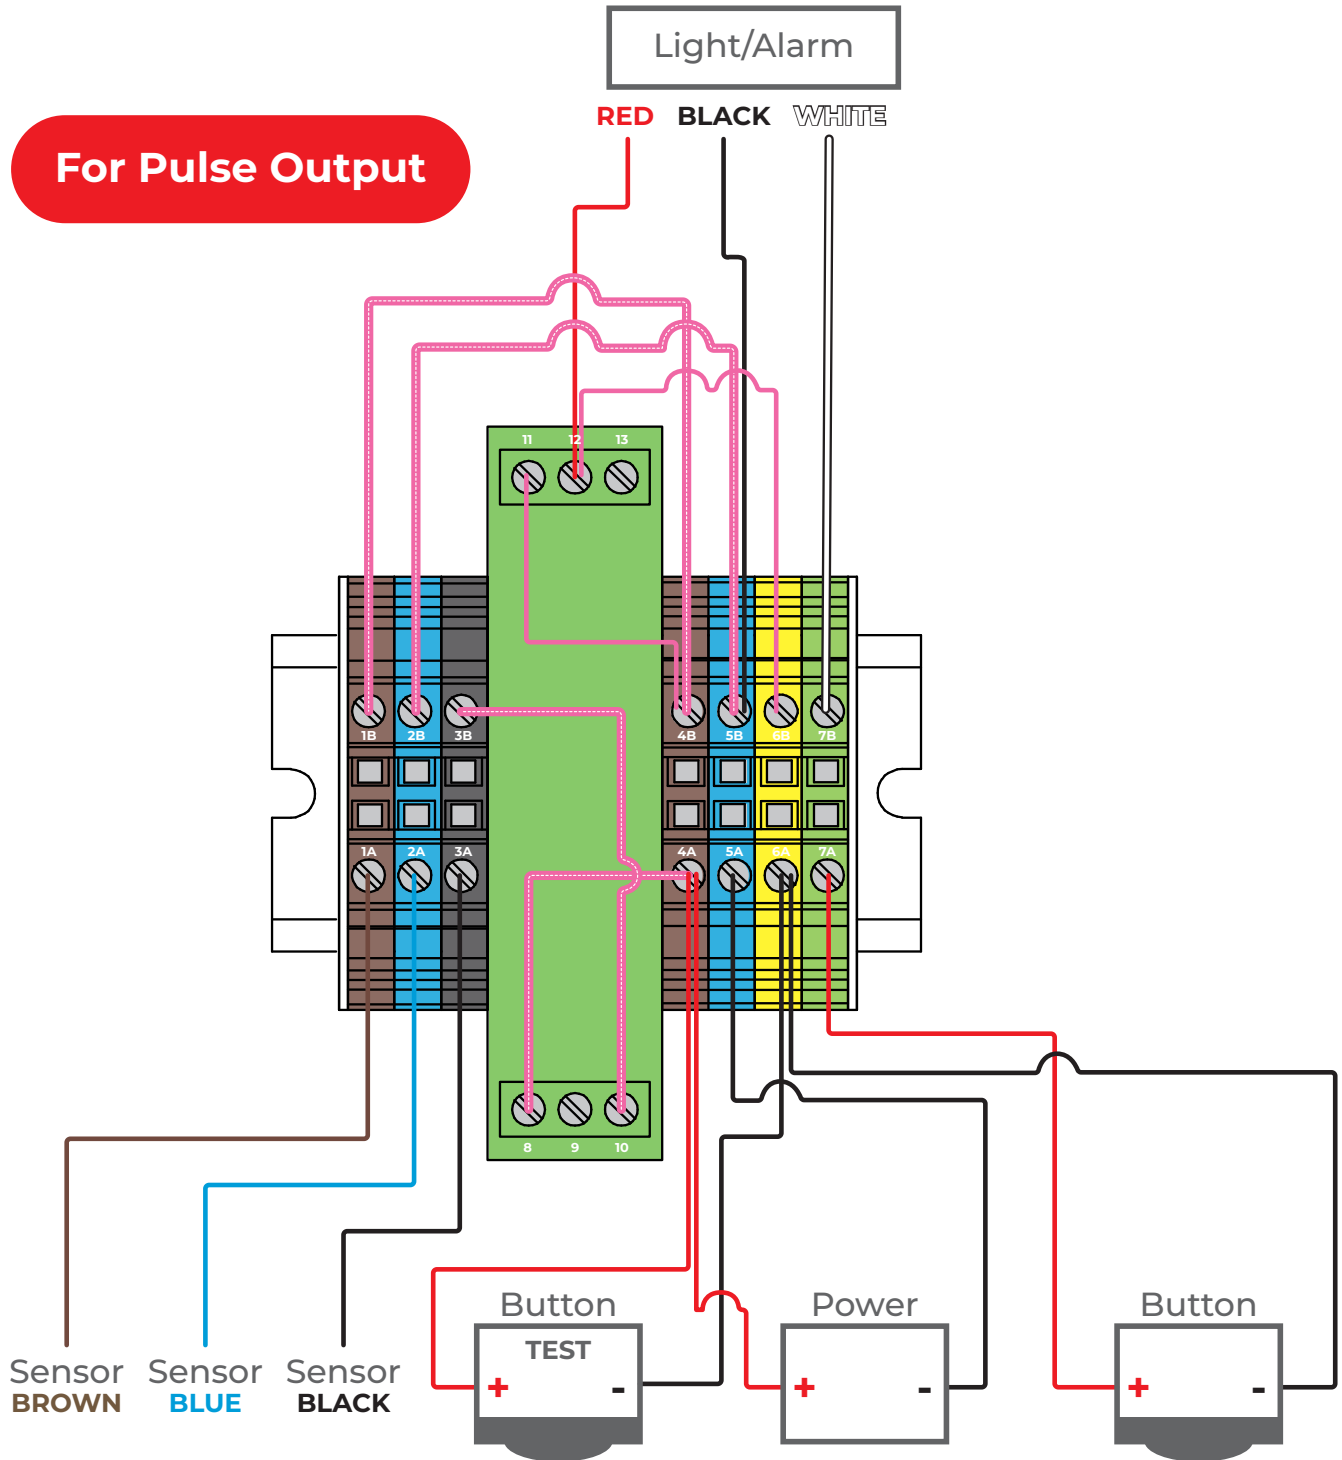 Light/Alarm
RED BLACK WHITE
For Pulse Output
11 12 13
1B 2B 3B 4B 5B 6B 7B
1A 2A 3A 4A 5A 6A 7A
8 9 10
Button Power Button
TEST
+ - + - + -
Sensor Sensor Sensor
BROWN BLUE BLACK